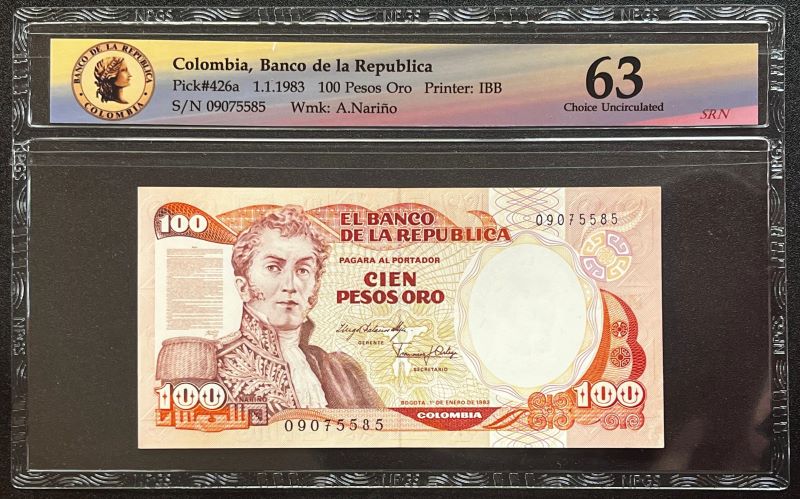 BANCO DE LA REPUBLICA
COLOMBIA
Colombia, Banco de la Republica
Pick#426a 1.1.1983 100 Pesos Oro Printer: IBB
S/N 09075585 Wmk: A.Nariño
63
Choice Uncirculated
SRN
NPGS
100
EL BANCO
DE LA REPUBLICA
09075585
PAGARA AL PORTADOR
CIEN
PESOS ORO
GERENTE
SECRETARIO
NARIÑO
BOGOTA, 1º DE ENERO DE 1983
100
COLOMBIA
100
09075585